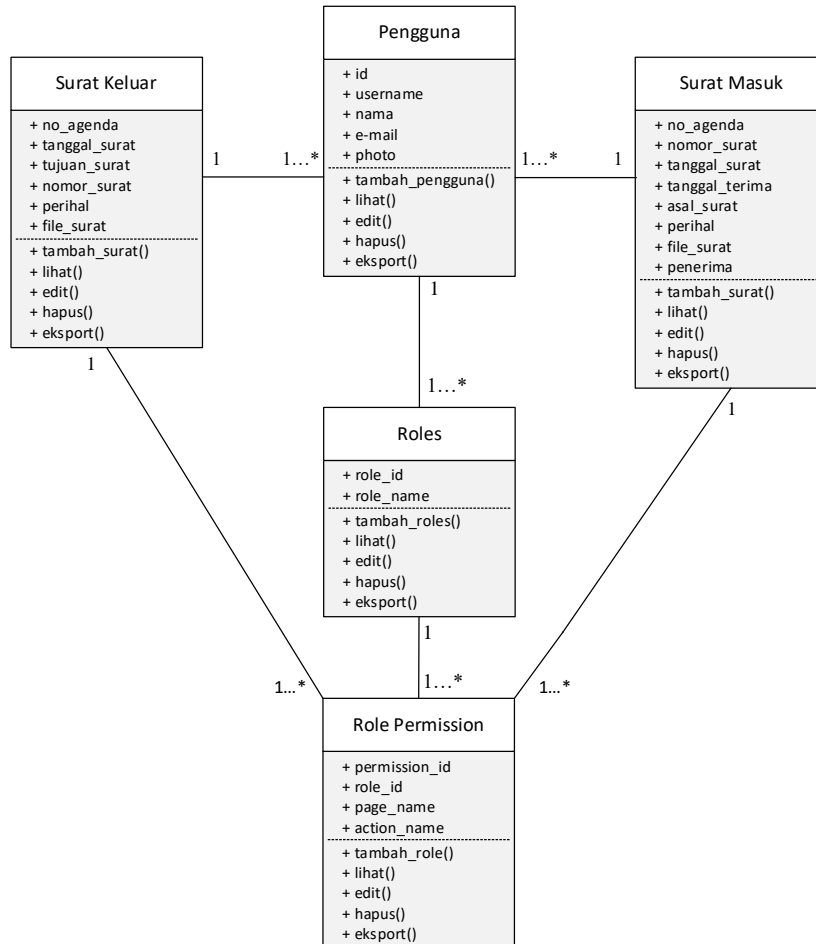 Pengguna
+ id
+ username
+ nama
+ e-mail
+ photo
+ tambah_pengguna()
+ lihat()
+ edit()
+ hapus()
+ eksport()
Surat Keluar
+ no_agenda
+ tanggal_surat
+ tujuan_surat
+ nomor_surat
+ perihal
+ file_surat
+ tambah_surat()
+ lihat()
+ edit()
+ hapus()
+ eksport()
Surat Masuk
+ no_agenda
+ nomor_surat
+ tanggal_surat
+ tanggal_terima
+ asal_surat
+ perihal
+ file_surat
+ penerima
+ tambah_surat()
+ lihat()
+ edit()
+ hapus()
+ eksport()
1
1…*
1…*
1
1
1…*
1
1
Roles
+ role_id
+ role_name
+ tambah_roles()
+ lihat()
+ edit()
+ hapus()
+ eksport()
1
1…*
1…*
1…*
Role Permission
+ permission_id
+ role_id
+ page_name
+ action_name
+ tambah_role()
+ lihat()
+ edit()
+ hapus()
+ eksport()